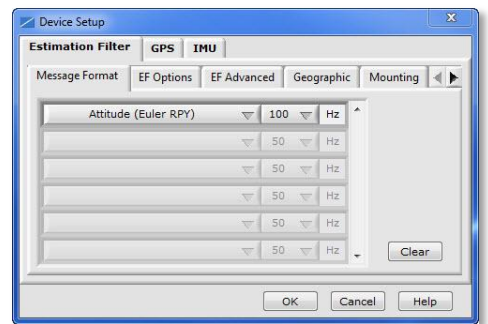 Device Setup
Estimation Filter GPS IMU
Message Format EF Options EF Advanced Geographic Mounting
Attitude (Euler RPY) 100 Hz
50 Hz
50 Hz
50 Hz
50 Hz
50 Hz
Clear
OK Cancel Help